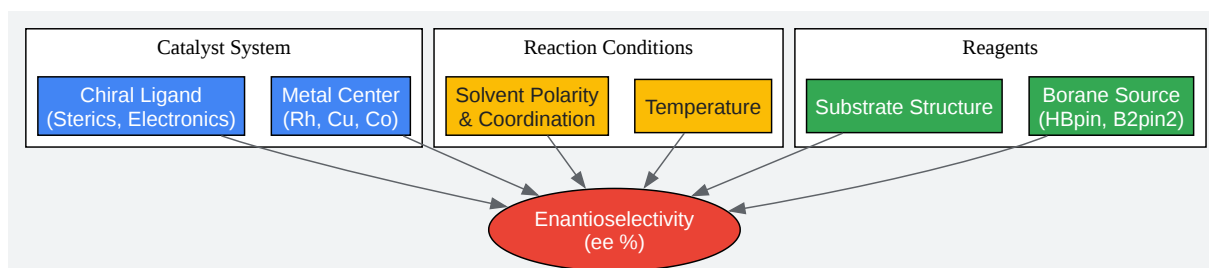 Catalyst System
Chiral Ligand
(Sterics, Electronics)
Metal Center
(Rh, Cu, Co)
Reaction Conditions
Solvent Polarity
& Coordination
Temperature
Reagents
Substrate Structure
Borane Source
(HBpin, B2pin2)
Enantioselectivity
(ee %)